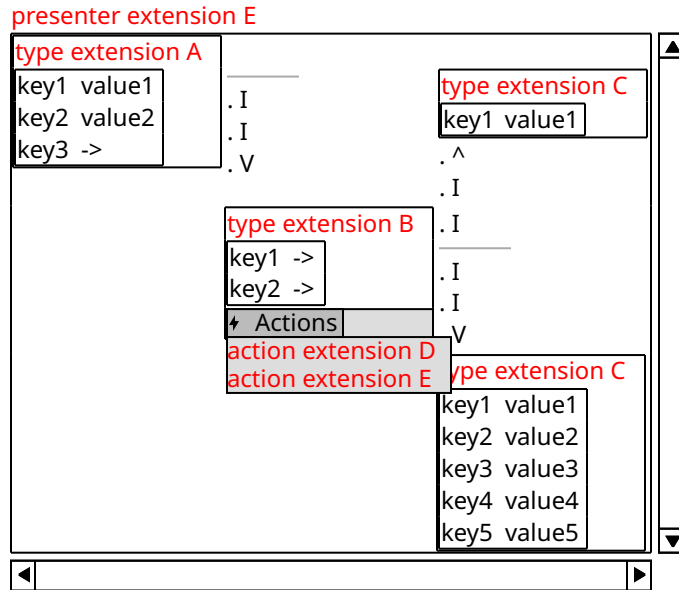 presenter extension E
type extension A
key1 value1
key2 value2
key3 ->
. I
. I
. V
type extension C
key1 value1
. ^
. I
. I
. I
. I
V
type extension B
key1 ->
key2 ->
Actions
action extension D
action extension E
ype extension C
key1 value1
key2 value2
key3 value3
key4 value4
key5 value5